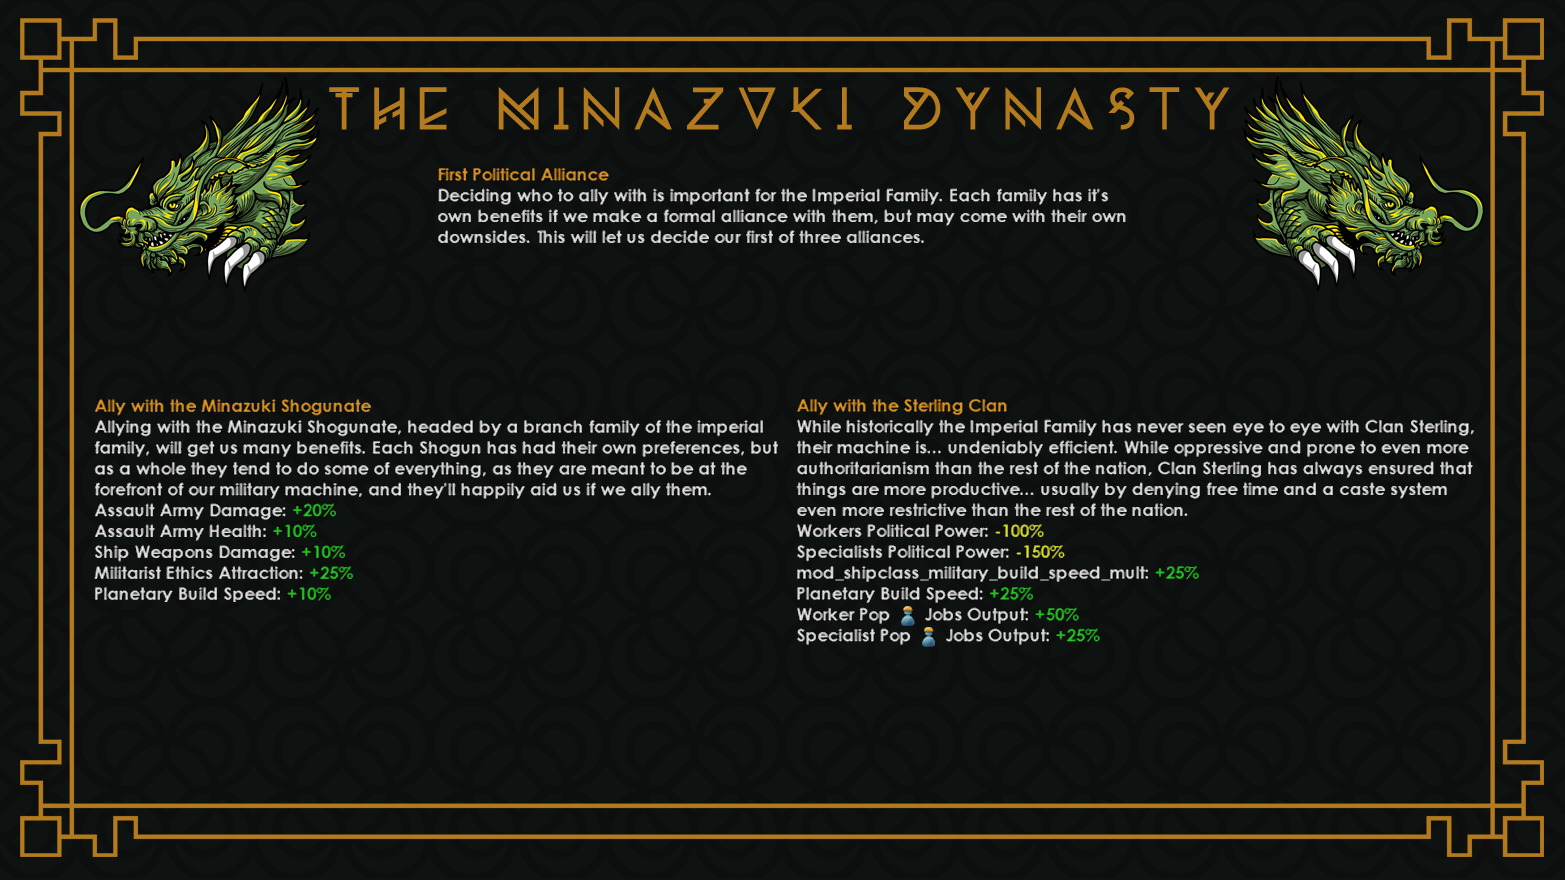 THE MINAZUKI DYNASTY
First Political Alliance
Deciding who to ally with is important for the Imperial Family. Each family has it's
own benefits if we make a formal alliance with them, but may come with their own
downsides. This will let us decide our first of three alliances.
Ally with the Minazuki Shogunate
Allying with the Minazuki Shogunate, headed by a branch family of the imperial
family, will get us many benefits. Each Shogun has had their own preferences, but
as a whole they tend to do some of everything, as they are meant to be at the
forefront of our military machine, and they'll happily aid us if we ally them.
Assault Army Damage: +20%
Assault Army Health: +10%
Ship Weapons Damage: +10%
Militarist Ethics Attraction: +25%
Planetary Build Speed: +10%
Ally with the Sterling Clan
While historically the Imperial Family has never seen eye to eye with Clan Sterling,
their machine is... undeniably efficient. While oppressive and prone to even more
authoritarianism than the rest of the nation, Clan Sterling has always ensured that
things are more productive... usually by denying free time and a caste system
even more restrictive than the rest of the nation.
Workers Political Power: -100%
Specialists Political Power: -150%
mod_shipclass_military_build_speed_mult: +25%
Planetary Build Speed: +25%
Worker Pop Jobs Output: +50%
Specialist Pop Jobs Output: +25%